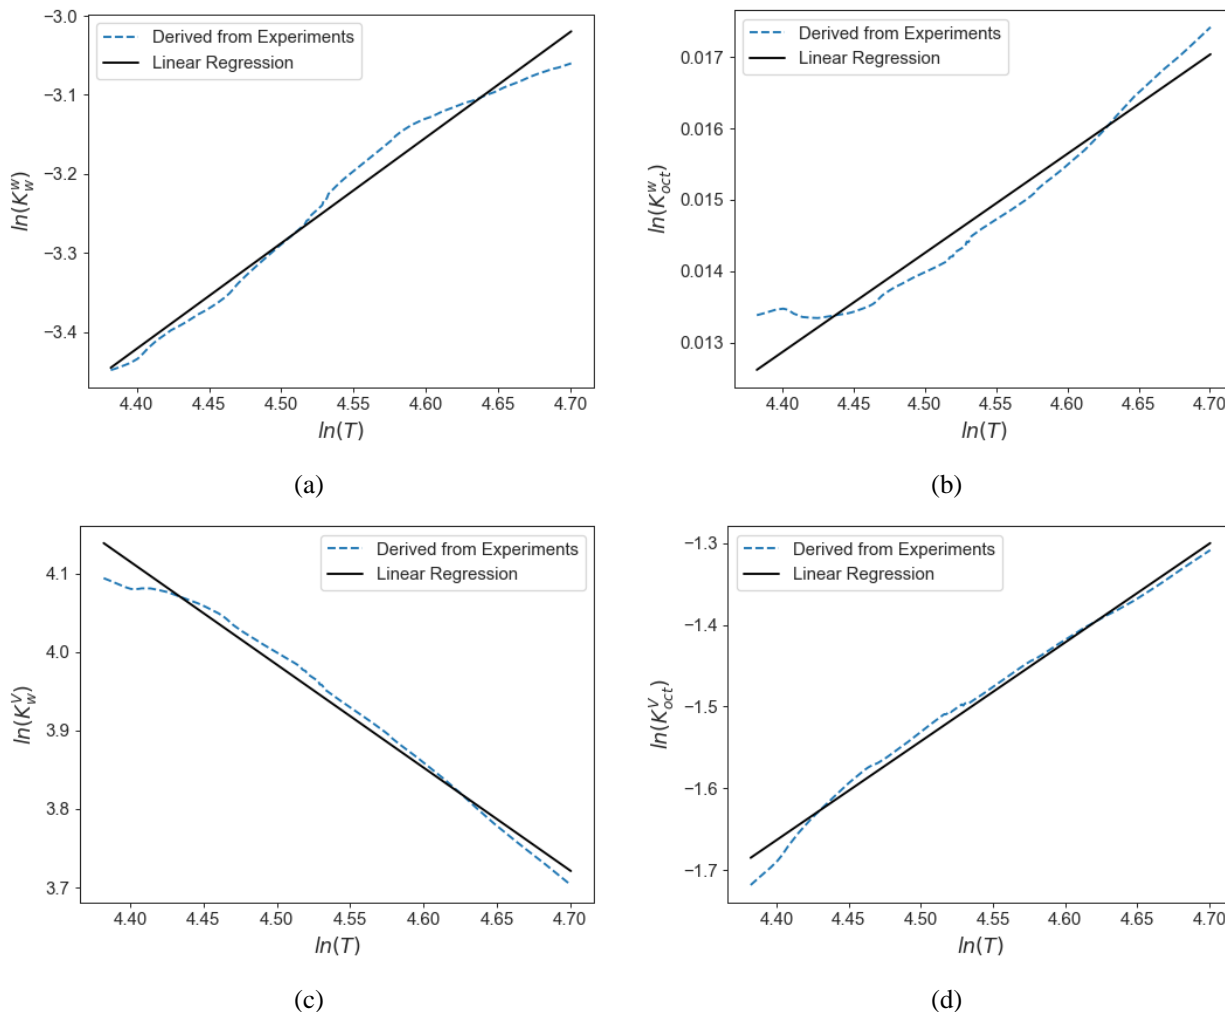 −3.0
−3.1
−3.2
−3.3
−3.4
ln(K_w^w)
Derived from Experiments
Linear Regression
4.40 4.45 4.50 4.55 4.60 4.65 4.70
ln(T)
(a)
0.017
0.016
0.015
0.014
0.013
ln(K_oct^w)
Derived from Experiments
Linear Regression
4.40 4.45 4.50 4.55 4.60 4.65 4.70
ln(T)
(b)
4.1
4.0
3.9
3.8
3.7
ln(K_w^V)
Derived from Experiments
Linear Regression
4.40 4.45 4.50 4.55 4.60 4.65 4.70
ln(T)
(c)
−1.3
−1.4
−1.5
−1.6
−1.7
ln(K_oct^V)
Derived from Experiments
Linear Regression
4.40 4.45 4.50 4.55 4.60 4.65 4.70
ln(T)
(d)